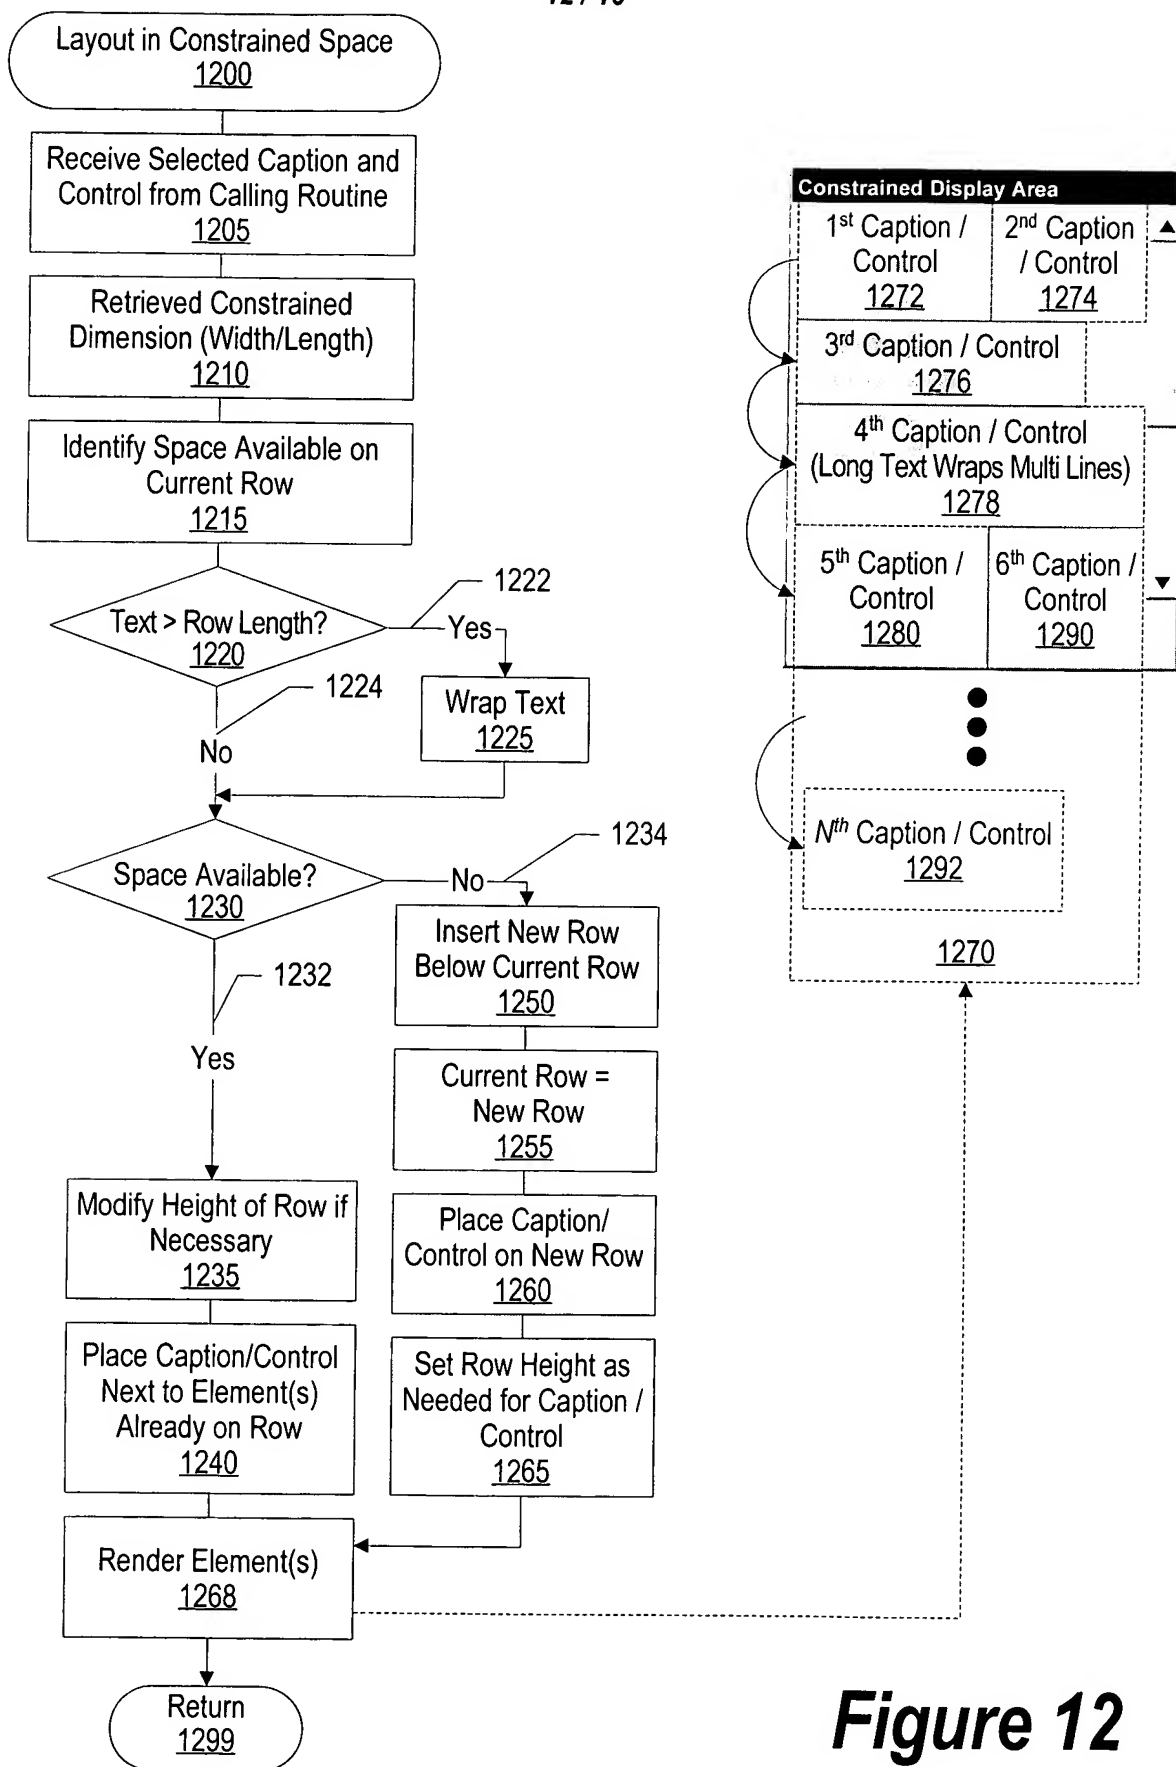 12 / 16
Layout in Constrained Space
1200
Receive Selected Caption and
Control from Calling Routine
1205
Retrieved Constrained
Dimension (Width/Length)
1210
Identify Space Available on
Current Row
1215
Text > Row Length?
1220
1222
Yes
Wrap Text
1225
1224
No
Space Available?
1230
1234
No
Insert New Row
Below Current Row
1250
Current Row =
New Row
1255
Place Caption/
Control on New Row
1260
Set Row Height as
Needed for Caption /
Control
1265
1232
Yes
Modify Height of Row if
Necessary
1235
Place Caption/Control
Next to Element(s)
Already on Row
1240
Render Element(s)
1268
Return
1299
Constrained Display Area
1st Caption /
Control
1272
2nd Caption
/ Control
1274
3rd Caption / Control
1276
4th Caption / Control
(Long Text Wraps Multi Lines)
1278
5th Caption /
Control
1280
6th Caption /
Control
1290
Nth Caption / Control
1292
1270
Figure 12